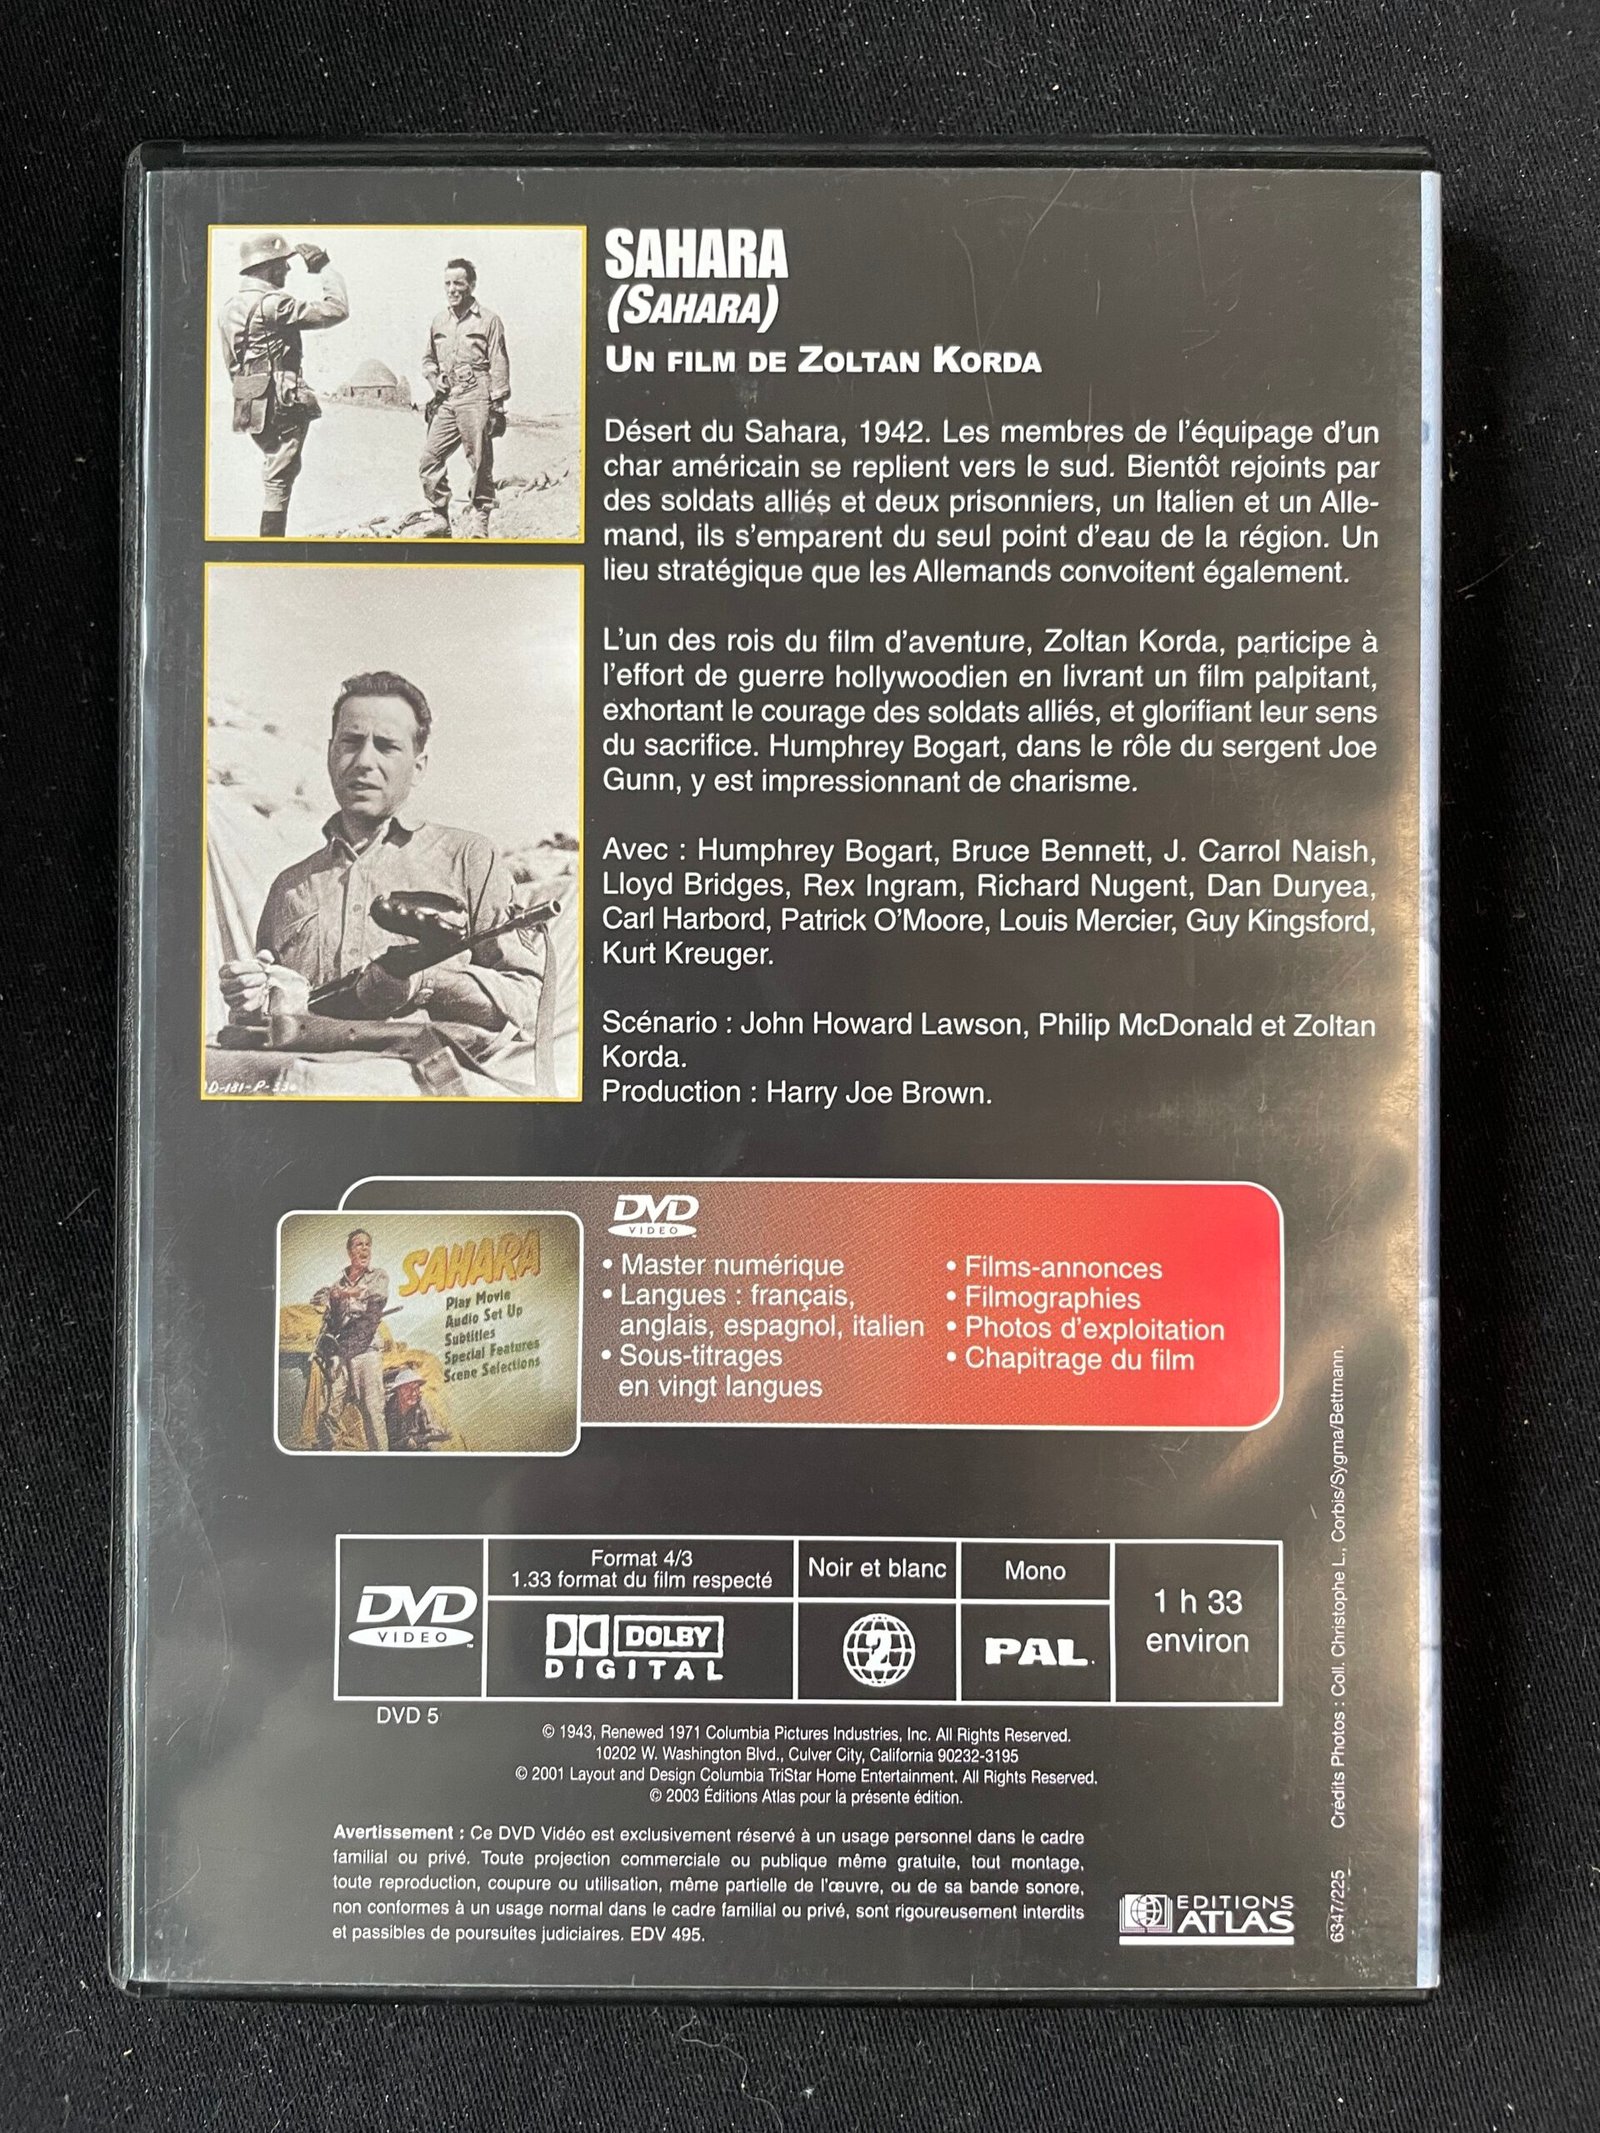 SAHARA
(SAHARA)
UN FILM DE ZOLTAN KORDA
Désert du Sahara, 1942. Les membres de l'équipage d'un
char américain se replient vers le sud. Bientôt rejoints par
des soldats alliés et deux prisonniers, un Italien et un Alle-
mand, ils s'emparent du seul point d'eau de la région. Un
lieu stratégique que les Allemands convoitent également.
L'un des rois du film d'aventure, Zoltan Korda, participe à
l'effort de guerre hollywoodien en livrant un film palpitant,
exhortant le courage des soldats alliés, et glorifiant leur sens
du sacrifice. Humphrey Bogart, dans le rôle du sergent Joe
Gunn, y est impressionnant de charisme.
Avec : Humphrey Bogart, Bruce Bennett, J. Carrol Naish,
Lloyd Bridges, Rex Ingram, Richard Nugent, Dan Duryea,
Carl Harbord, Patrick O'Moore, Louis Mercier, Guy Kingsford,
Kurt Kreuger.
Scénario : John Howard Lawson, Philip McDonald et Zoltan
Korda.
Production : Harry Joe Brown.
D-181-P-336
DVD
VIDEO
• Master numérique
• Langues : français,
anglais, espagnol, italien
• Sous-titrages
en vingt langues
• Films-annonces
• Filmographies
• Photos d'exploitation
• Chapitrage du film
SAHARA
Play Movie
Audio Set Up
Subtitles
Special Features
Scene Selections
DVD
VIDEO
DVD 5
Format 4/3
1.33 format du film respecté
DOLBY
DIGITAL
Noir et blanc
2
Mono
PAL
1 h 33
environ
© 1943, Renewed 1971 Columbia Pictures Industries, Inc. All Rights Reserved.
10202 W. Washington Blvd., Culver City, California 90232-3195
© 2001 Layout and Design Columbia TriStar Home Entertainment. All Rights Reserved.
© 2003 Éditions Atlas pour la présente édition.
Avertissement : Ce DVD Vidéo est exclusivement réservé à un usage personnel dans le cadre
familial ou privé. Toute projection commerciale ou publique même gratuite, tout montage,
toute reproduction, coupure ou utilisation, même partielle de l'œuvre, ou de sa bande sonore,
non conformes à un usage normal dans le cadre familial ou privé, sont rigoureusement interdits
et passibles de poursuites judiciaires. EDV 495.
EDITIONS
ATLAS
6347/225
Crédits Photos : Coll. Christophe L., Corbis/Sygma/Bettmann.